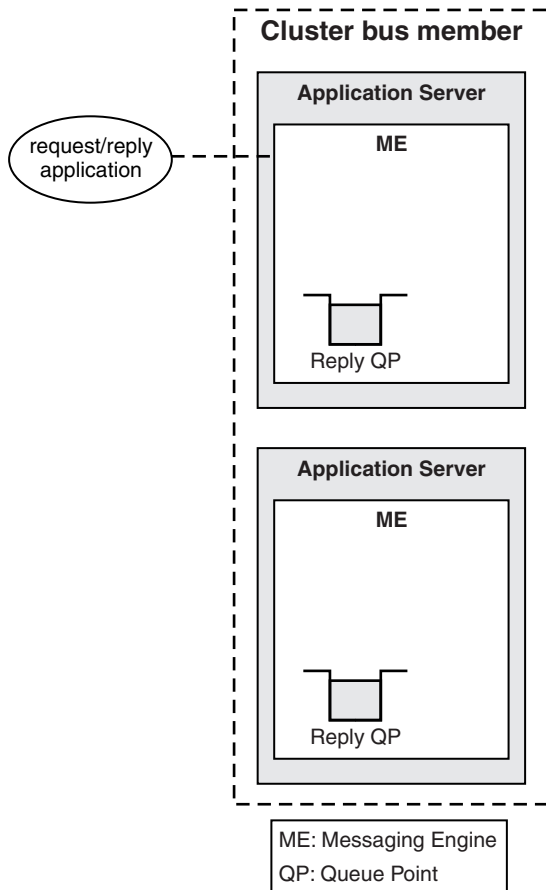 Cluster bus member
Application Server
ME
request/reply
application
Reply QP
Application Server
ME
Reply QP
ME: Messaging Engine
QP: Queue Point